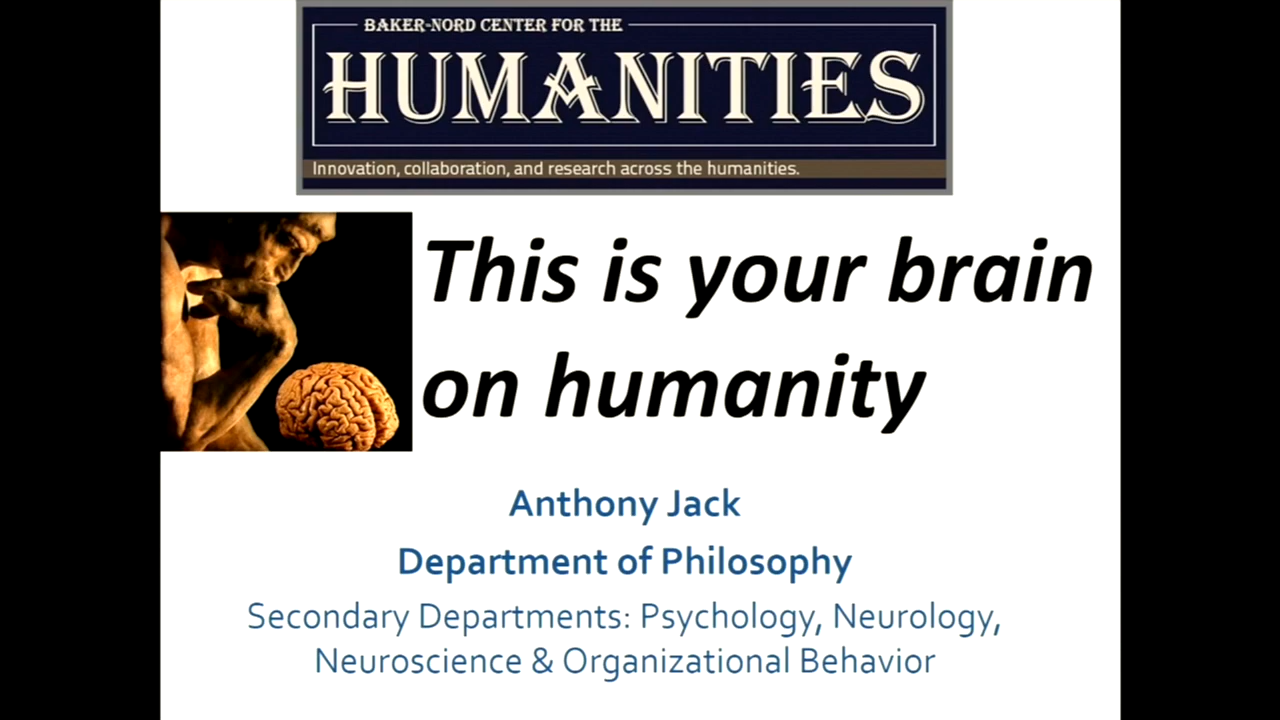 BAKER-NORD CENTER FOR THE
HUMANITIES
Innovation, collaboration, and research across the humanities.
This is your brain
on humanity
Anthony Jack
Department of Philosophy
Secondary Departments: Psychology, Neurology,
Neuroscience & Organizational Behavior